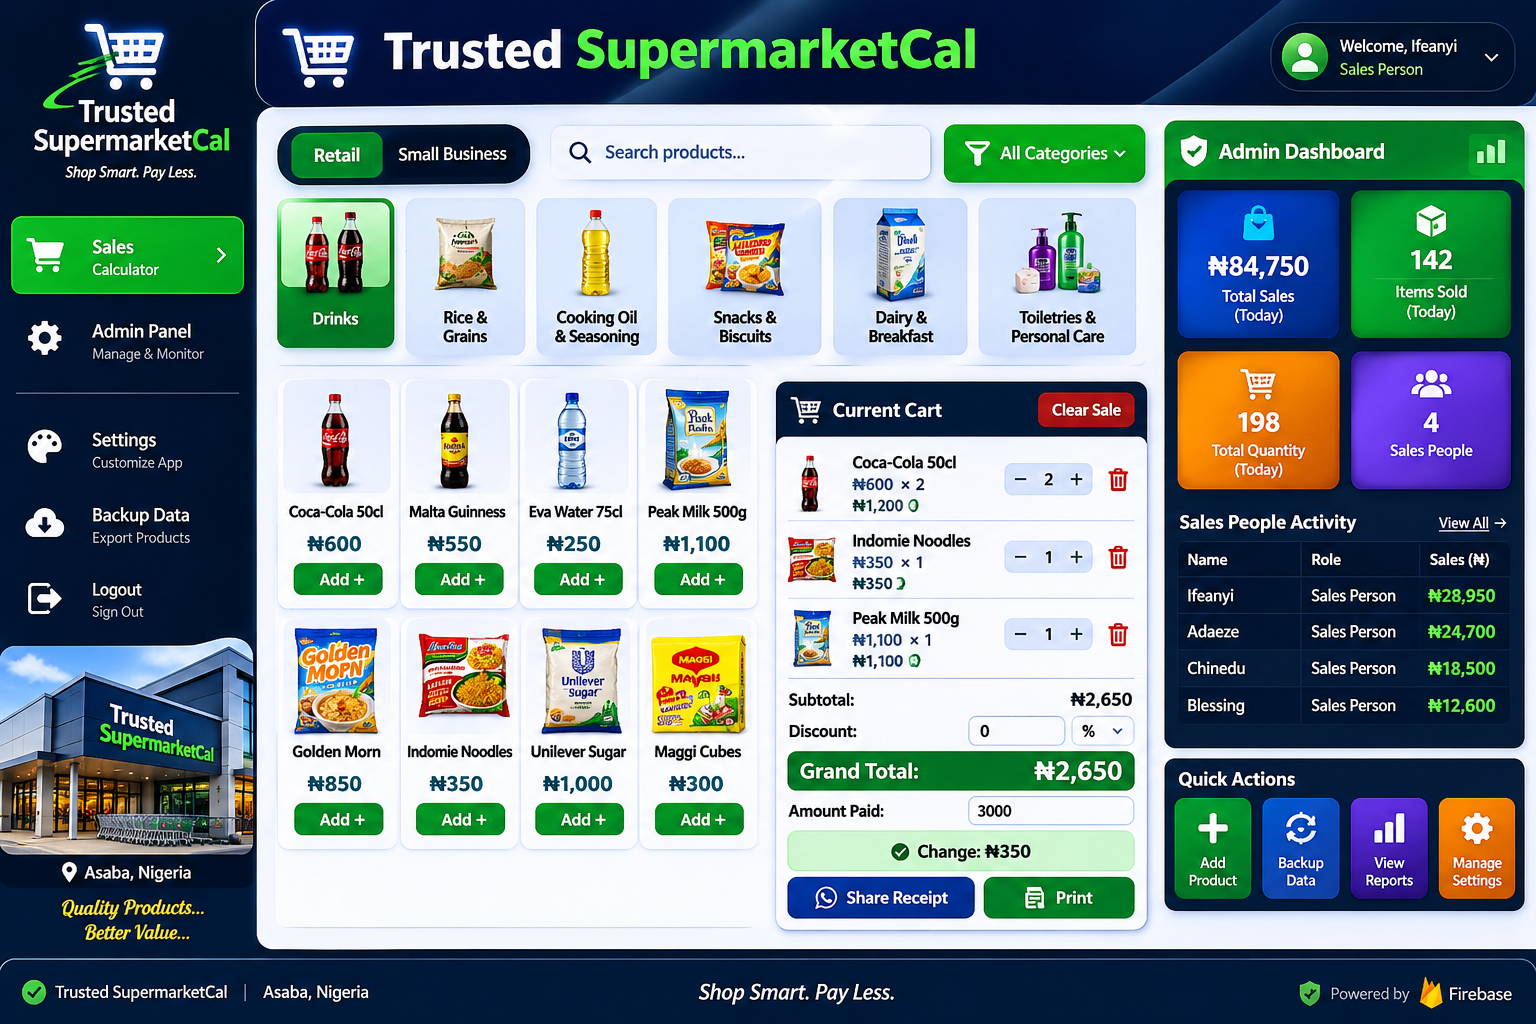 Trusted
SupermarketCal
Shop Smart. Pay Less.
Sales
Calculator
Admin Panel
Manage & Monitor
Settings
Customize App
Backup Data
Export Products
Logout
Sign Out
Trusted
SupermarketCal
Asaba, Nigeria
Quality Products...
Better Value...
Trusted SupermarketCal
Welcome, Ifeanyi
Sales Person
Retail
Small Business
Search products...
All Categories
Drinks
Rice &
Grains
Cooking Oil
& Seasoning
Snacks &
Biscuits
Dairy &
Breakfast
Toiletries &
Personal Care
Coca-Cola 50cl
₦600
Add +
Malta Guinness
₦550
Add +
Eva Water 75cl
₦250
Add +
Peak Milk 500g
₦1,100
Add +
Golden
MORN
Golden Morn
₦850
Add +
Indomie Noodles
₦350
Add +
Unilever
Sugar
Unilever Sugar
₦1,000
Add +
Maggi Cubes
₦300
Add +
Current Cart
Clear Sale
Coca-Cola 50cl
₦600 × 2
₦1,200
− 2 +
Indomie Noodles
₦350 × 1
₦350
− 1 +
Peak Milk 500g
₦1,100 × 1
₦1,100
− 1 +
Subtotal: ₦2,650
Discount: 0 %
Grand Total: ₦2,650
Amount Paid: 3000
Change: ₦350
Share Receipt
Print
Admin Dashboard
₦84,750
Total Sales
(Today)
142
Items Sold
(Today)
198
Total Quantity
(Today)
4
Sales People
Sales People Activity
View All →
Name Role Sales (₦)
Ifeanyi Sales Person ₦28,950
Adaeze Sales Person ₦24,700
Chinedu Sales Person ₦18,500
Blessing Sales Person ₦12,600
Quick Actions
Add
Product
Backup
Data
View
Reports
Manage
Settings
Trusted SupermarketCal | Asaba, Nigeria
Shop Smart. Pay Less.
Powered by Firebase